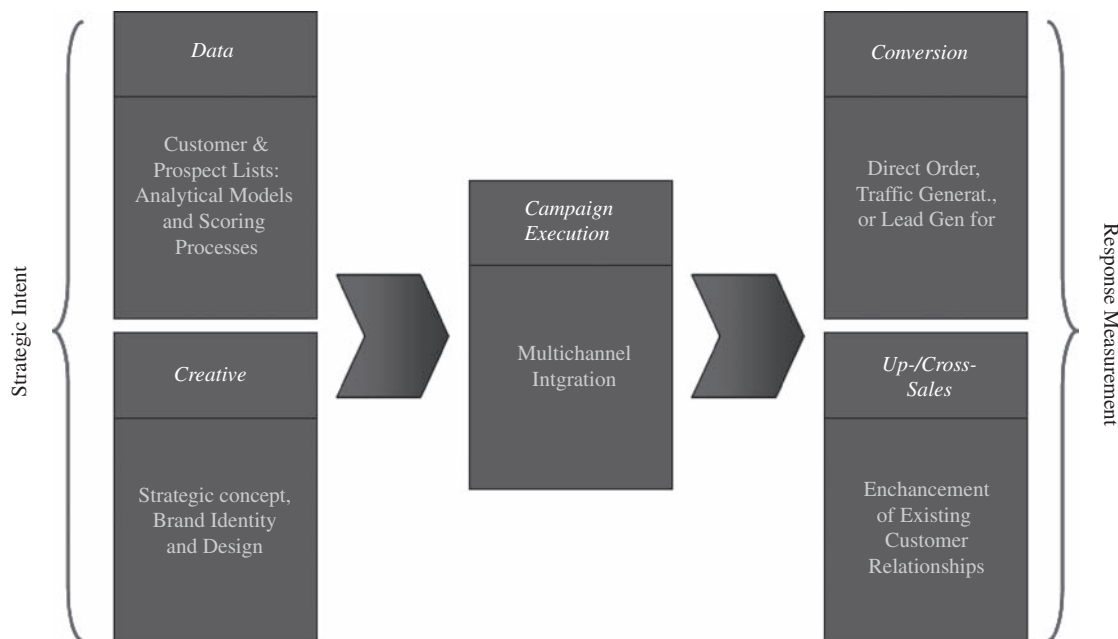 Strategic Intent
Data
Customer &
Prospect Lists:
Analytical Models
and Scoring
Processes
Creative
Strategic concept,
Brand Identity
and Design
Campaign
Execution
Multichannel
Intgration
Conversion
Direct Order,
Traffic Generat.,
or Lead Gen for
Up-/Cross-
Sales
Enchancement
of Existing
Customer
Relationships
Response Measurement